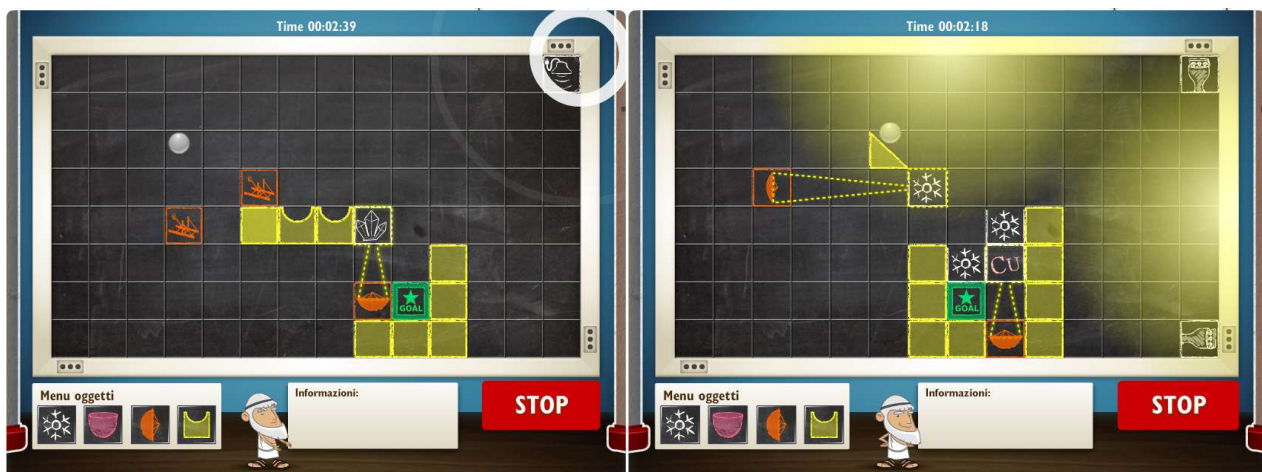 Time 00:02:39
GOAL
Menu oggetti
Informazioni:
STOP
Time 00:02:18
Cu
GOAL
Menu oggetti
Informazioni:
STOP